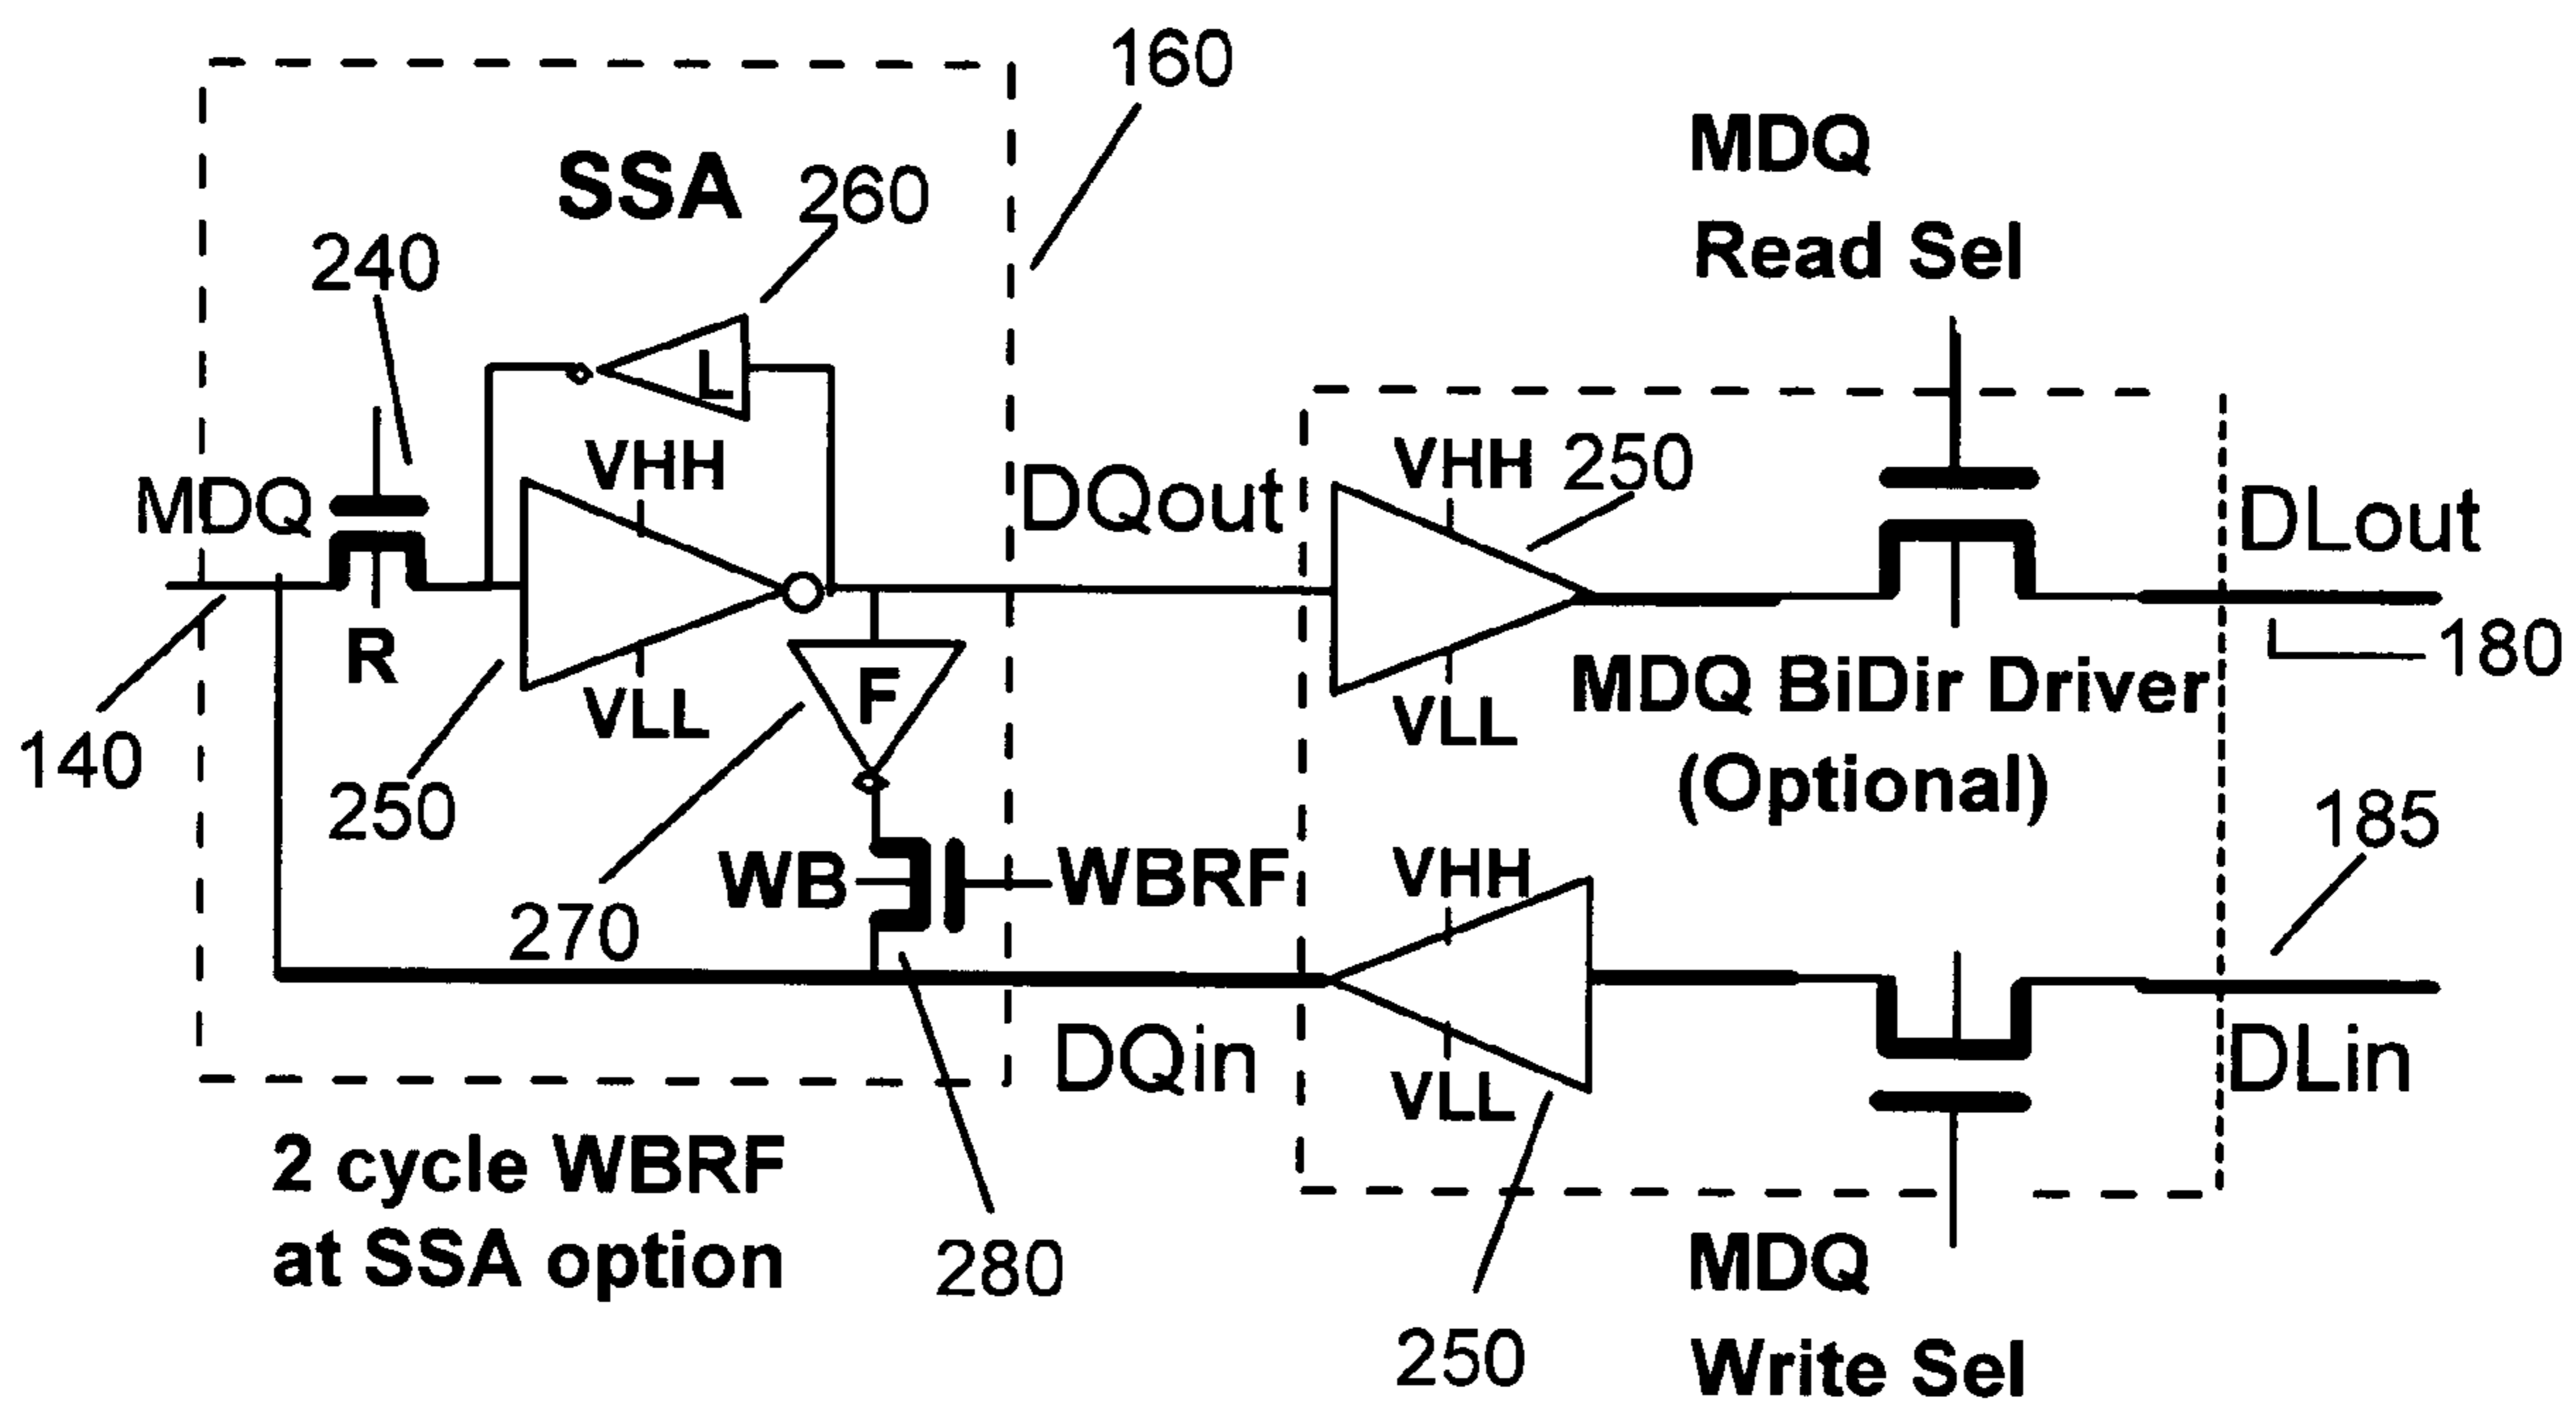 160
MDQ
Read Sel
SSA
260
240
L
VHH
VHH
250
MDQ
DQout
DLout
R
VLL
VLL
F
MDQ BiDir Driver
(Optional)
180
140
250
185
WB
WBRF
VHH
270
DQin
VLL
DLin
2 cycle WBRF
at SSA option
280
250
MDQ
Write Sel